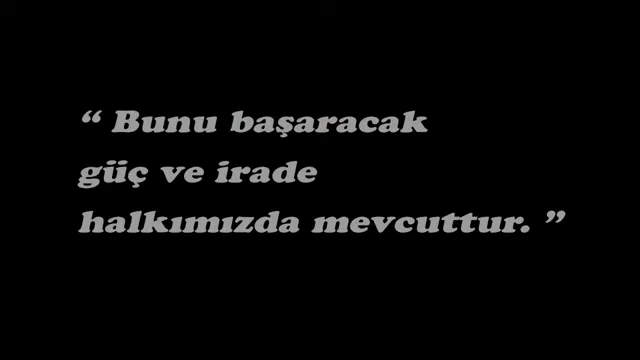 “ Bunu başaracak
güç ve irade
halkımızda mevcuttur. ”